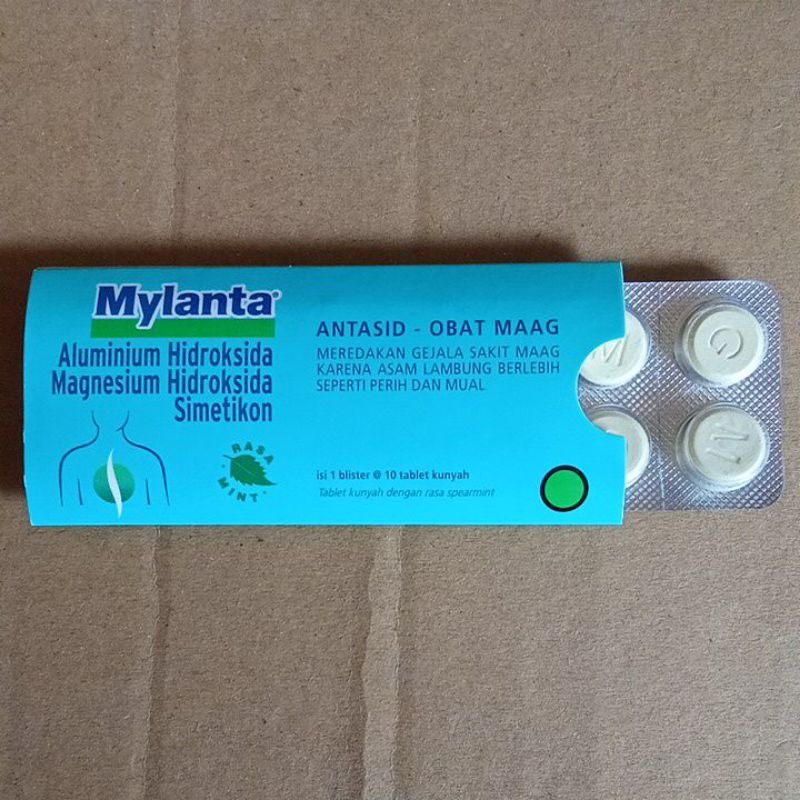 Mylanta®
Aluminium Hidroksida
Magnesium Hidroksida
Simetikon
RASA
MINT
ANTASID - OBAT MAAG
MEREDAKAN GEJALA SAKIT MAAG
KARENA ASAM LAMBUNG BERLEBIH
SEPERTI PERIH DAN MUAL
isi 1 blister @ 10 tablet kunyah
Tablet kunyah dengan rasa spearmint
M
G